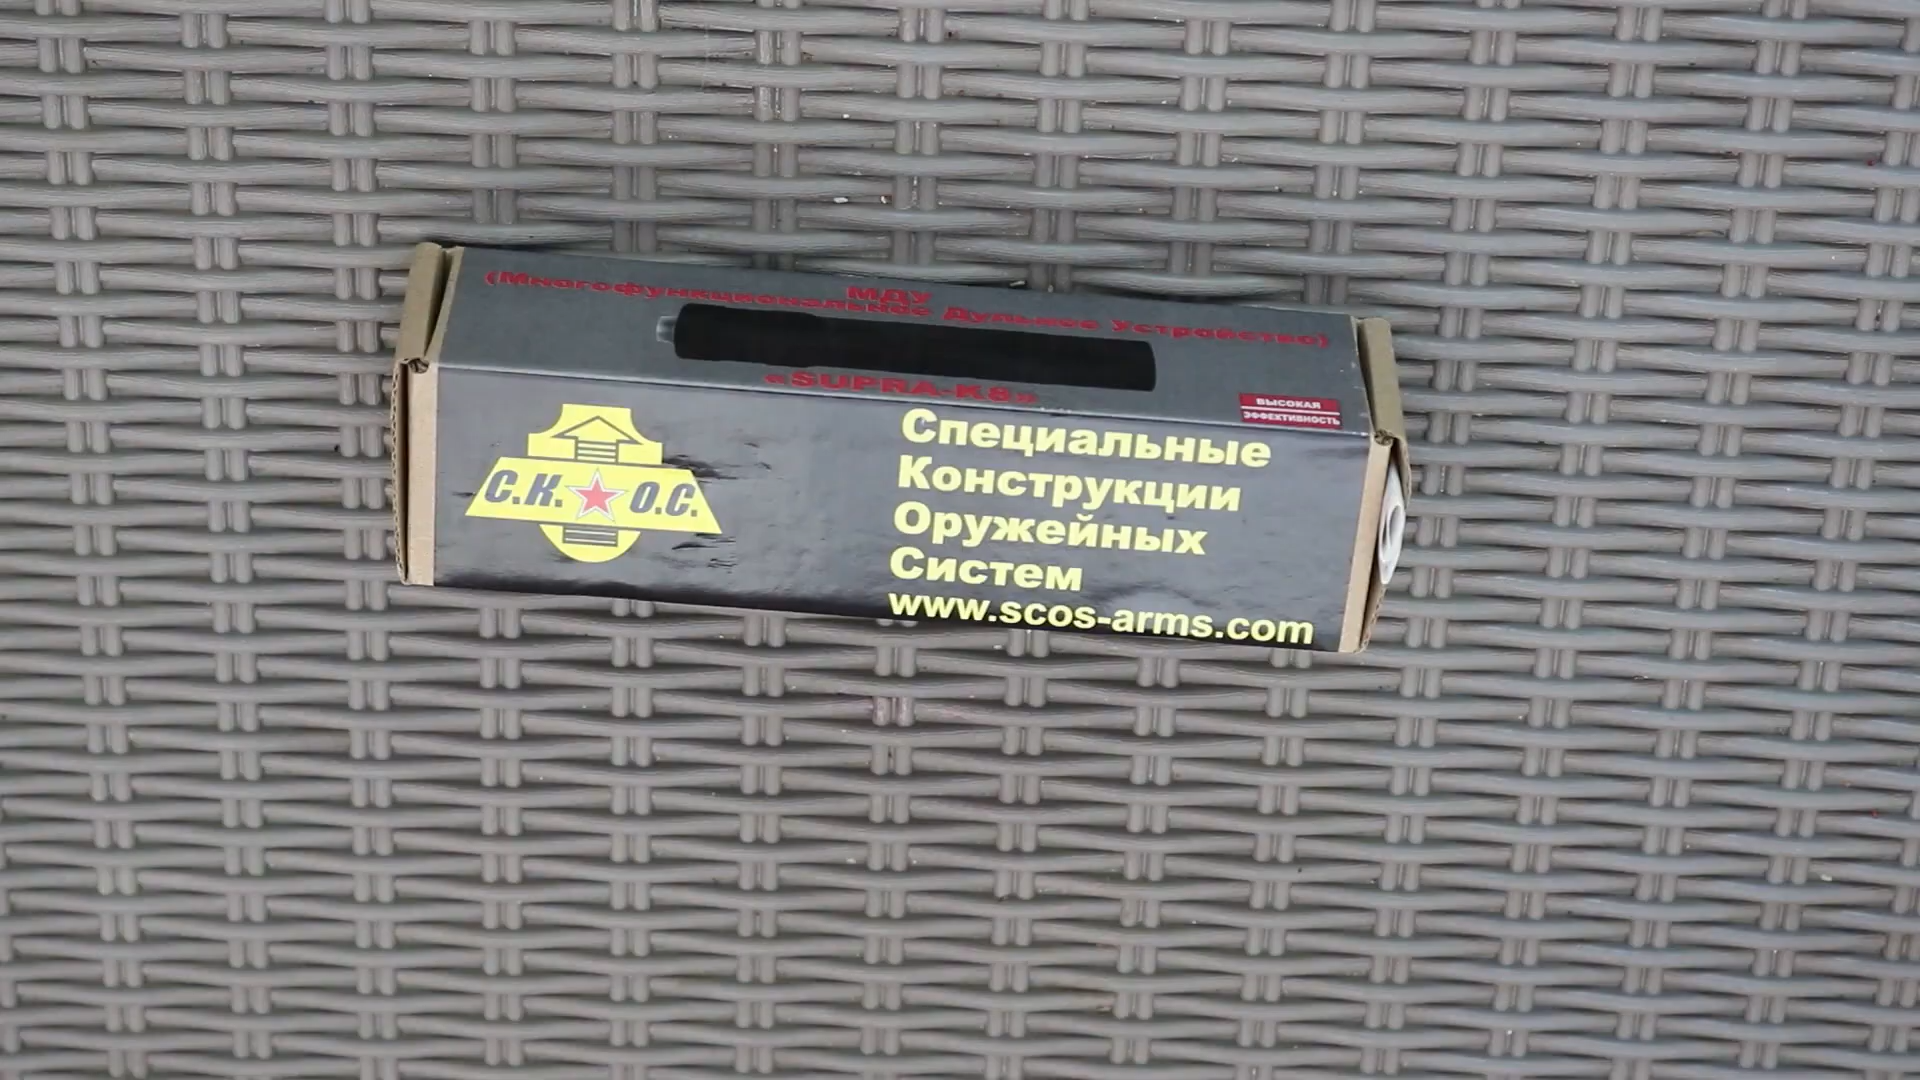 МДУ
(Многофункциональное Дульное Устройство)
«SUPRA-K8»
ВЫСОКАЯ
ЭФФЕКТИВНОСТЬ
С.К. О.С.
Специальные
Конструкции
Оружейных
Систем
www.scos-arms.com